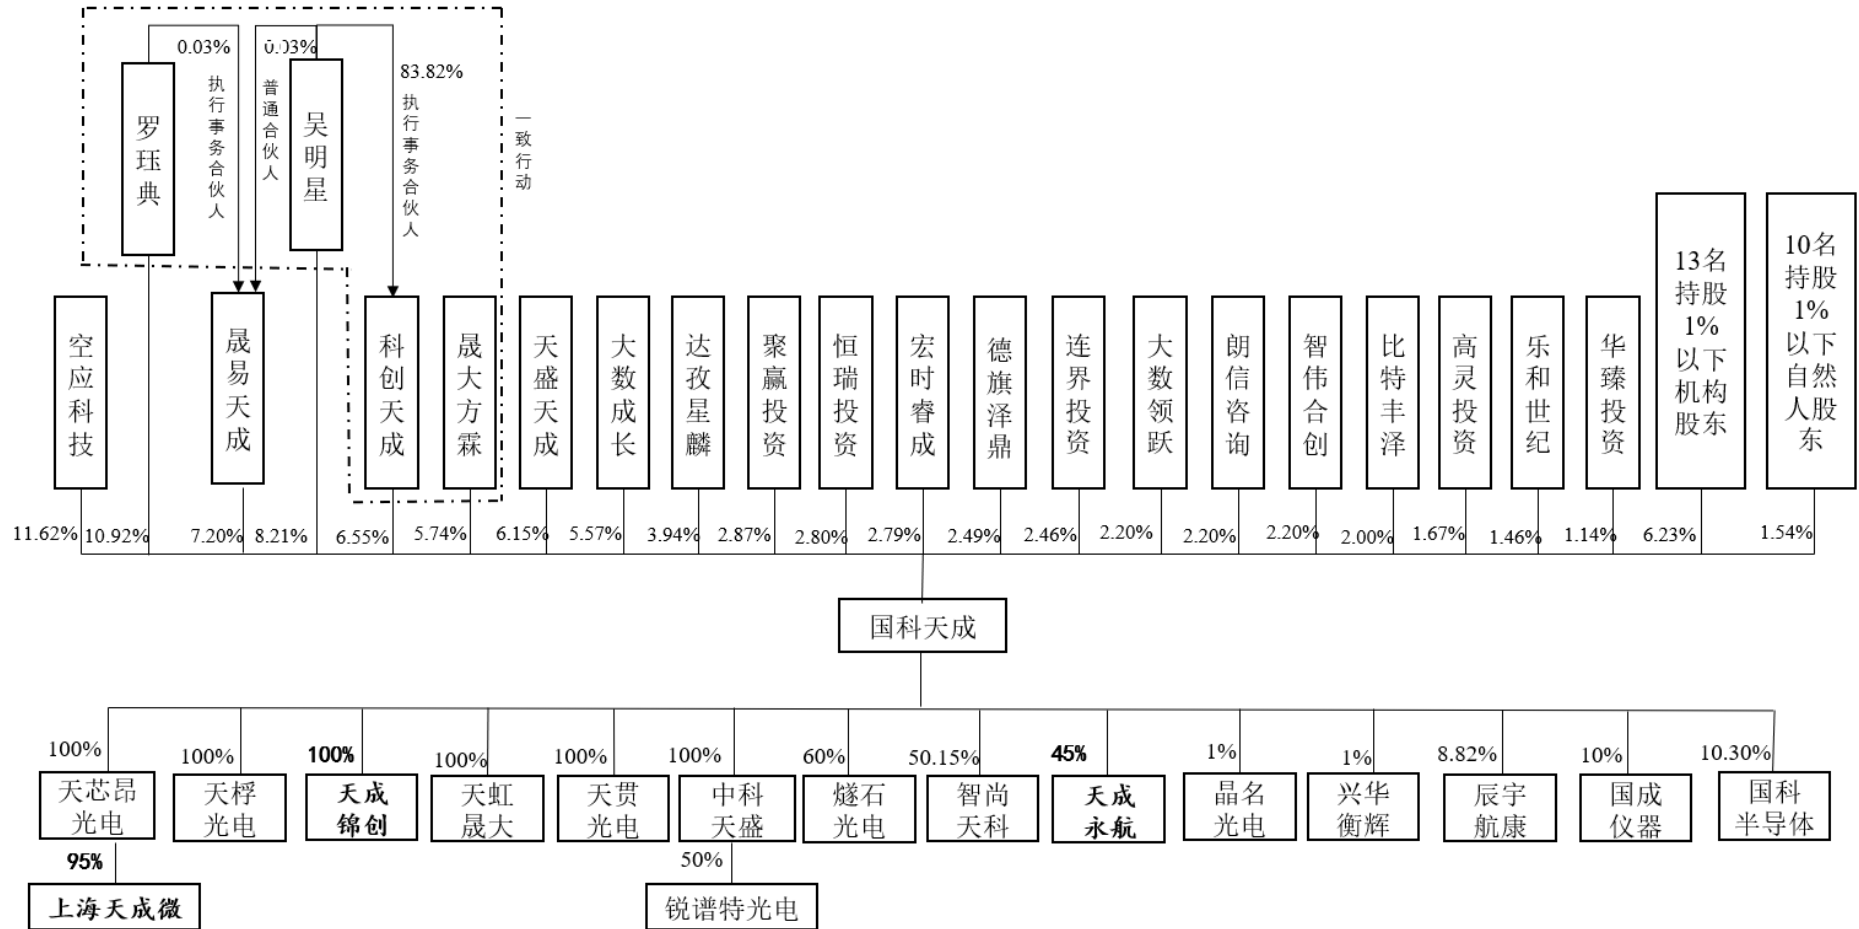 0.03%
0.03%
83.82%
执行事务合伙人
普通合伙人
执行事务合伙人
一致行动
罗珏典
吴明星
空应科技
晟易天成
科创天成
晟大方霖
天盛天成
大数成长
达孜星麟
聚赢投资
恒瑞投资
宏时睿成
德旗泽鼎
连界投资
大数领跃
朗信咨询
智伟合创
比特丰泽
高灵投资
乐和世纪
华臻投资
13名
持股
1%
以下
机构
股东
10名
持股
1%
以下
自然
人股
东
11.62%
10.92%
7.20%
8.21%
6.55%
5.74%
6.15%
5.57%
3.94%
2.87%
2.80%
2.79%
2.49%
2.46%
2.20%
2.20%
2.20%
2.00%
1.67%
1.46%
1.14%
6.23%
1.54%
国科天成
100%
100%
100%
100%
100%
100%
60%
50.15%
45%
1%
1%
8.82%
10%
10.30%
天芯昂
光电
天桴
光电
天成
锦创
天虹
晟大
天贯
光电
中科
天盛
燧石
光电
智尚
天科
天成
永航
晶名
光电
兴华
衡辉
辰宇
航康
国成
仪器
国科
半导体
95%
50%
上海天成微
锐谱特光电